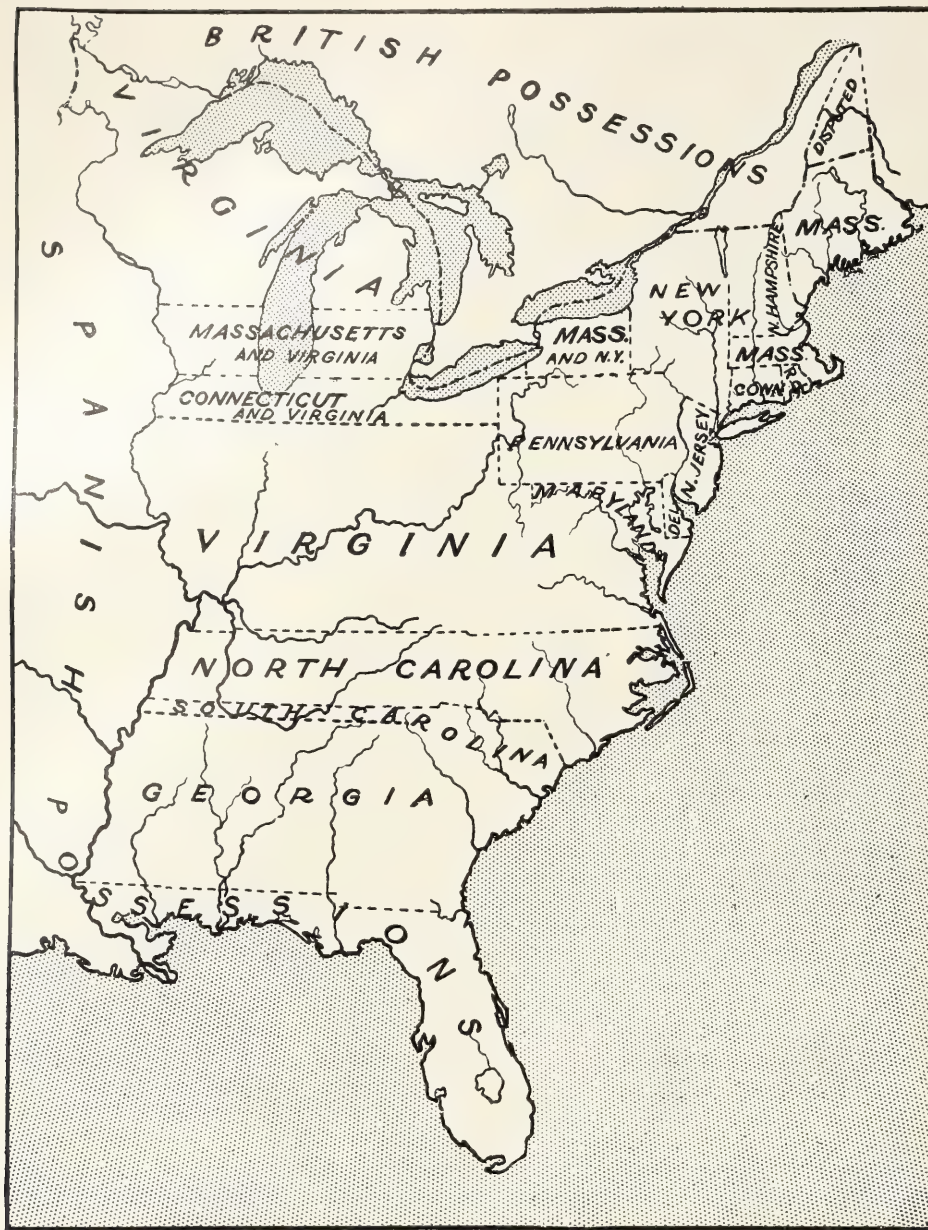 BRITISH POSSESSIONS
DISPUTED
VIRGINIA
MASS.
N. HAMPSHIRE
NEW
YORK
MASSACHUSETTS
AND VIRGINIA
MASS.
AND N.Y.
MASS.
CONN.
R.I.
CONNECTICUT
AND VIRGINIA
PENNSYLVANIA
N. JERSEY
MARYLAND
DEL.
VIRGINIA
NORTH CAROLINA
SOUTH CAROLINA
GEORGIA
SPANISH POSSESSIONS